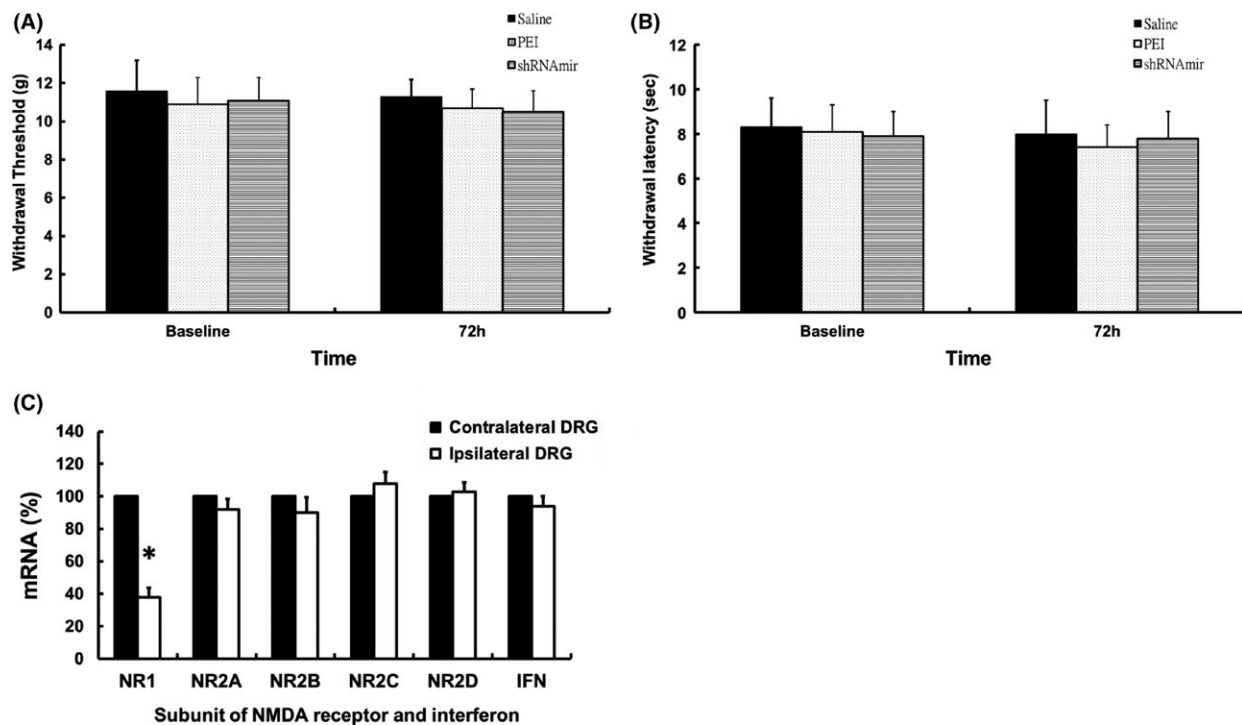 (A)
Saline
PEI
shRNAmir
Withdrawal Threshold (g)
14
12
10
8
6
4
2
0
Baseline
72h
Time
(B)
Saline
PEI
shRNAmir
Withdrawal latency (sec)
12
10
8
6
4
2
0
Baseline
72h
Time
(C)
Contralateral DRG
Ipsilateral DRG
mRNA (%)
140
120
100
80
60
40
20
0
*
NR1
NR2A
NR2B
NR2C
NR2D
IFN
Subunit of NMDA receptor and interferon